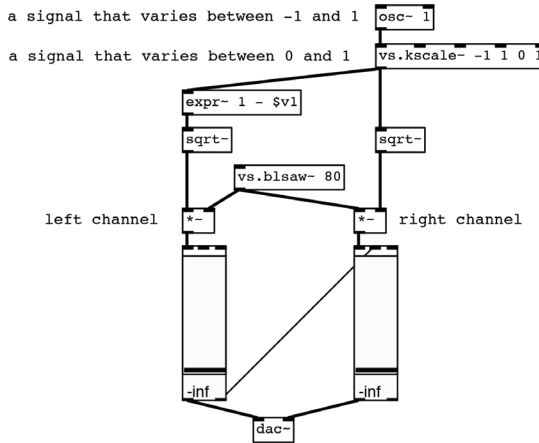 a signal that varies between -1 and 1
osc~ 1
a signal that varies between 0 and 1
vs.kscale~ -1 1 0 1
expr~ 1 - $v1
sqrt~
sqrt~
vs.blsaw~ 80
left channel
*~
*~
right channel
-inf
-inf
dac~